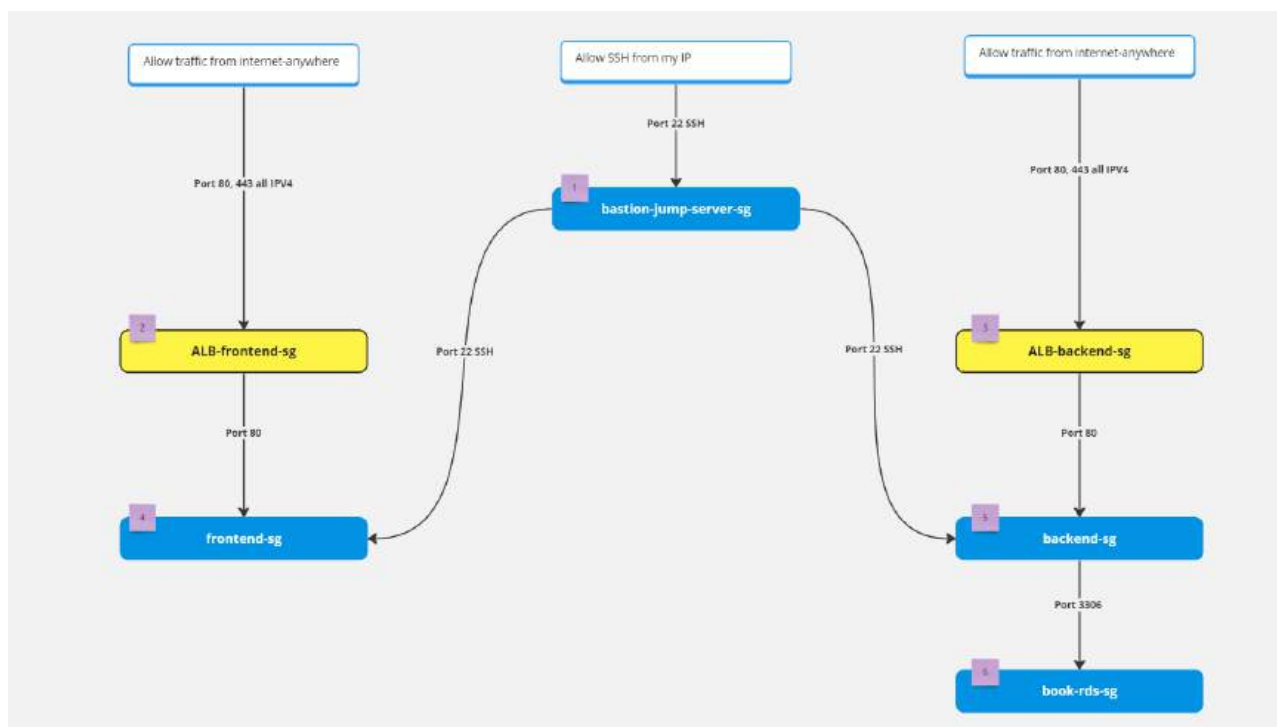 Allow traffic from internet-anywhere
Allow SSH from my IP
Allow traffic from internet-anywhere
Port 22 SSH
Port 80, 443 all IPV4
Port 80, 443 all IPV4
1
bastion-jump-server-sg
2
ALB-frontend-sg
Port 22 SSH
Port 22 SSH
3
ALB-backend-sg
Port 80
Port 80
4
frontend-sg
5
backend-sg
Port 3306
6
book-rds-sg